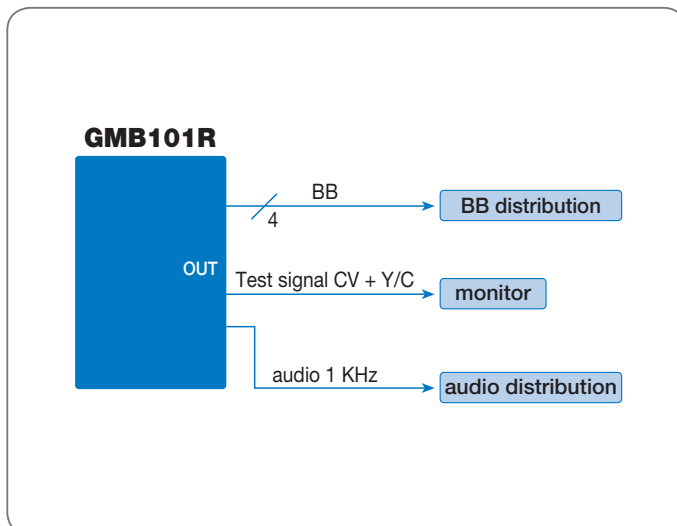 GMB101R
BB
4
BB distribution
OUT
Test signal CV + Y/C
monitor
audio 1 KHz
audio distribution